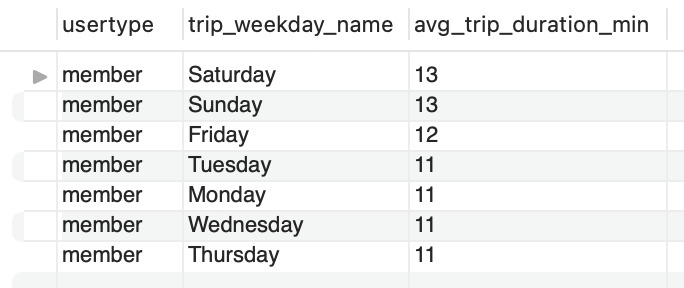 usertype trip_weekday_name avg_trip_duration_min
member Saturday 13
member Sunday 13
member Friday 12
member Tuesday 11
member Monday 11
member Wednesday 11
member Thursday 11